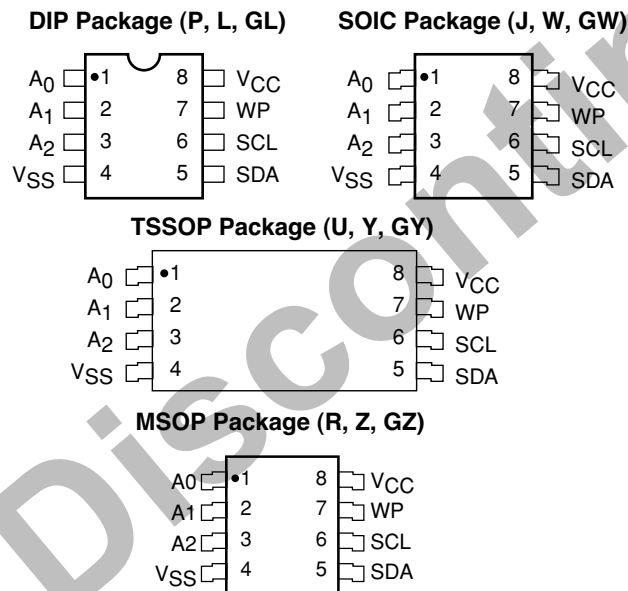 DIP Package (P, L, GL)
A0 1 8 VCC
A1 2 7 WP
A2 3 6 SCL
VSS 4 5 SDA
SOIC Package (J, W, GW)
A0 1 8 VCC
A1 2 7 WP
A2 3 6 SCL
VSS 4 5 SDA
TSSOP Package (U, Y, GY)
A0 1 8 VCC
A1 2 7 WP
A2 3 6 SCL
VSS 4 5 SDA
MSOP Package (R, Z, GZ)
A0 1 8 VCC
A1 2 7 WP
A2 3 6 SCL
VSS 4 5 SDA
Discontin